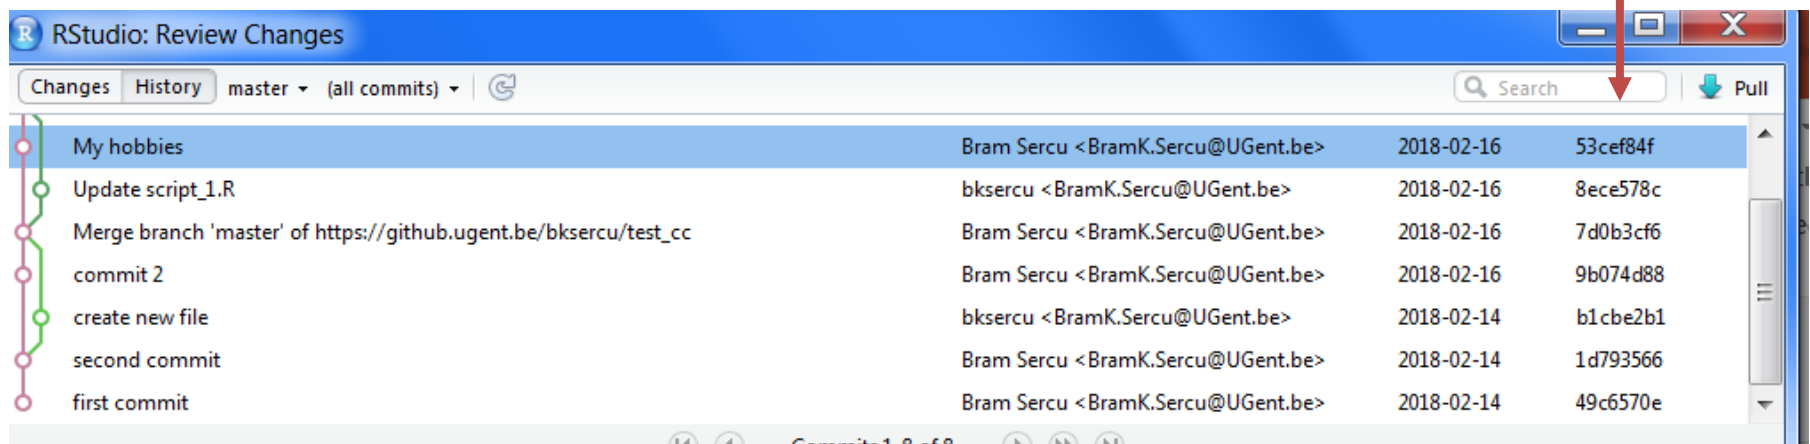 R RStudio: Review Changes
Changes History master (all commits) Search Pull
My hobbies Bram Sercu <BramK.Sercu@UGent.be> 2018-02-16 53cef84f
Update script_1.R bksercu <BramK.Sercu@UGent.be> 2018-02-16 8ece578c
Merge branch 'master' of https://github.ugent.be/bksercu/test_cc Bram Sercu <BramK.Sercu@UGent.be> 2018-02-16 7d0b3cf6
commit 2 Bram Sercu <BramK.Sercu@UGent.be> 2018-02-16 9b074d88
create new file bksercu <BramK.Sercu@UGent.be> 2018-02-14 b1cbe2b1
second commit Bram Sercu <BramK.Sercu@UGent.be> 2018-02-14 1d793566
first commit Bram Sercu <BramK.Sercu@UGent.be> 2018-02-14 49c6570e
Commits 1-8 of 8